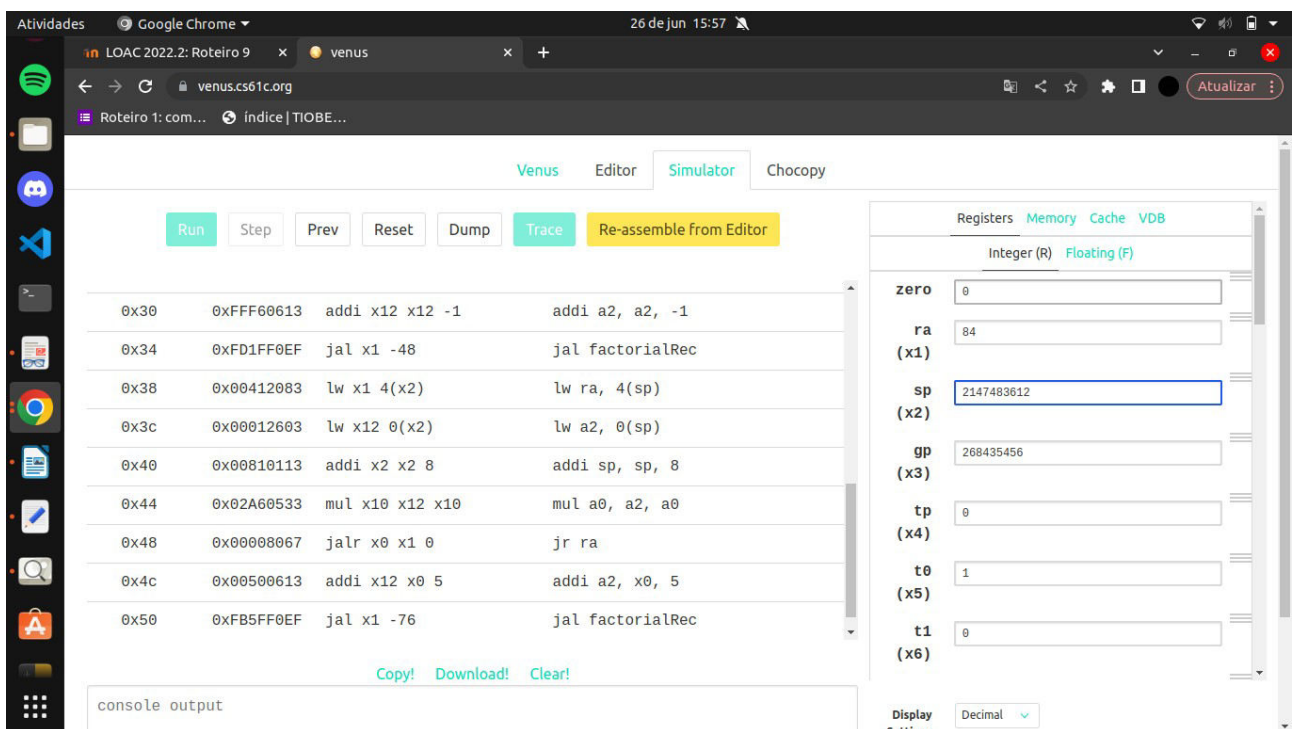 Atividades Google Chrome 26 de jun 15:57
LOAC 2022.2: Roteiro 9 × venus × +
venus.cs61c.org Atualizar
Roteiro 1: com... índice | TIOBE...
Venus Editor Simulator Chocopy
Run Step Prev Reset Dump Trace Re-assemble from Editor
0x30 0xFFF60613 addi x12 x12 -1 addi a2, a2, -1
0x34 0xFD1FF0EF jal x1 -48 jal factorialRec
0x38 0x00412083 lw x1 4(x2) lw ra, 4(sp)
0x3c 0x00012603 lw x12 0(x2) lw a2, 0(sp)
0x40 0x00810113 addi x2 x2 8 addi sp, sp, 8
0x44 0x02A60533 mul x10 x12 x10 mul a0, a2, a0
0x48 0x00008067 jalr x0 x1 0 jr ra
0x4c 0x00500613 addi x12 x0 5 addi a2, x0, 5
0x50 0xFB5FF0EF jal x1 -76 jal factorialRec
Copy! Download! Clear!
console output
Registers Memory Cache VDB
Integer (R) Floating (F)
zero 0
ra (x1) 84
sp (x2) 2147483612
gp (x3) 268435456
tp (x4) 0
t0 (x5) 1
t1 (x6) 0
Display Decimal